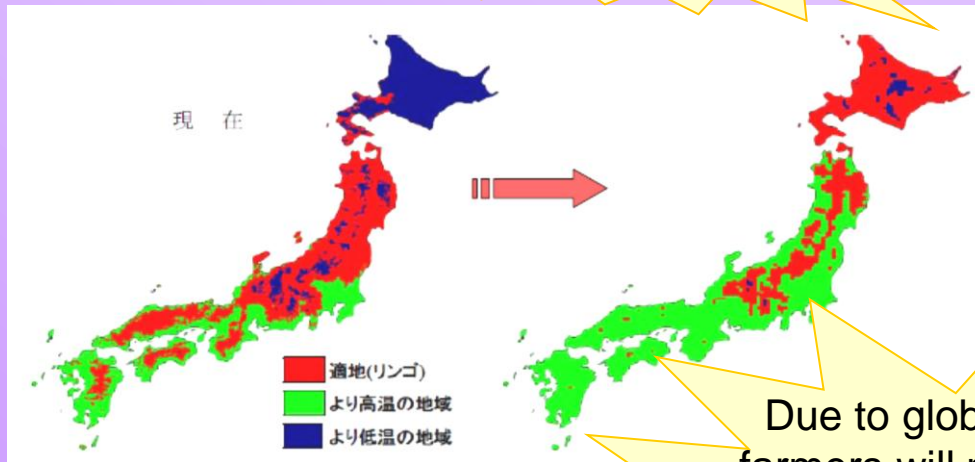 現 在
適地(リンゴ)
より高温の地域
より低温の地域
Due to glob
farmers will